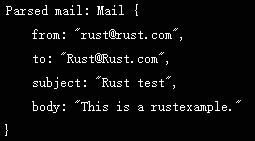 Parsed mail: Mail {
    from: "rust@rust.com",
    to: "Rust@Rust.com",
    subject: "Rust test",
    body: "This is a rustexample."
}